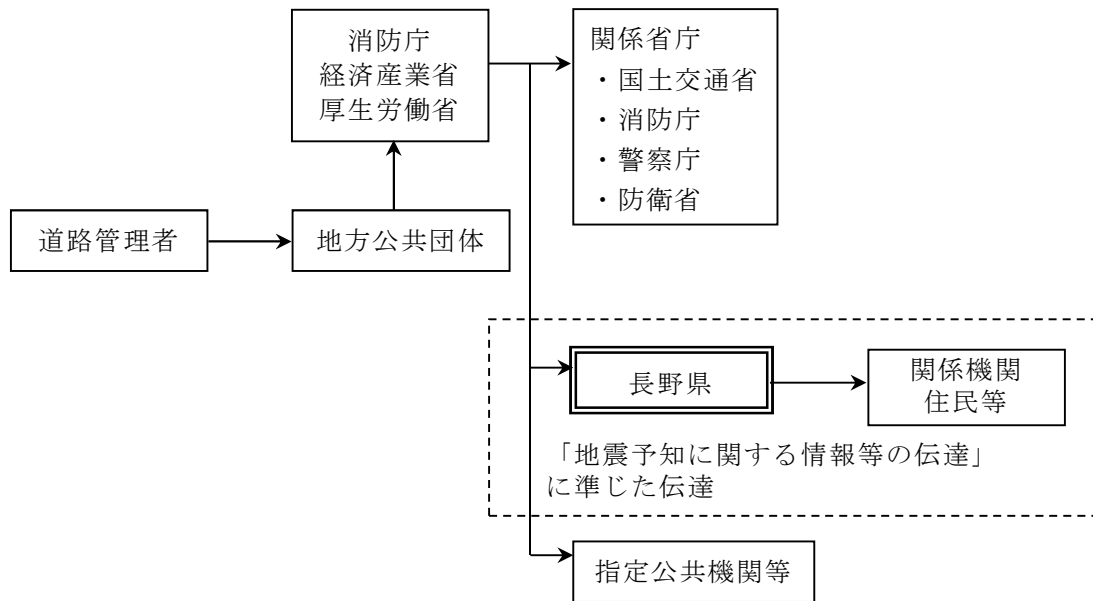 消防庁
経済産業省
厚生労働省
関係省庁
・国土交通省
・消防庁
・警察庁
・防衛省
道路管理者
地方公共団体
長野県
関係機関
住民等
「地震予知に関する情報等の伝達」
に準じた伝達
指定公共機関等